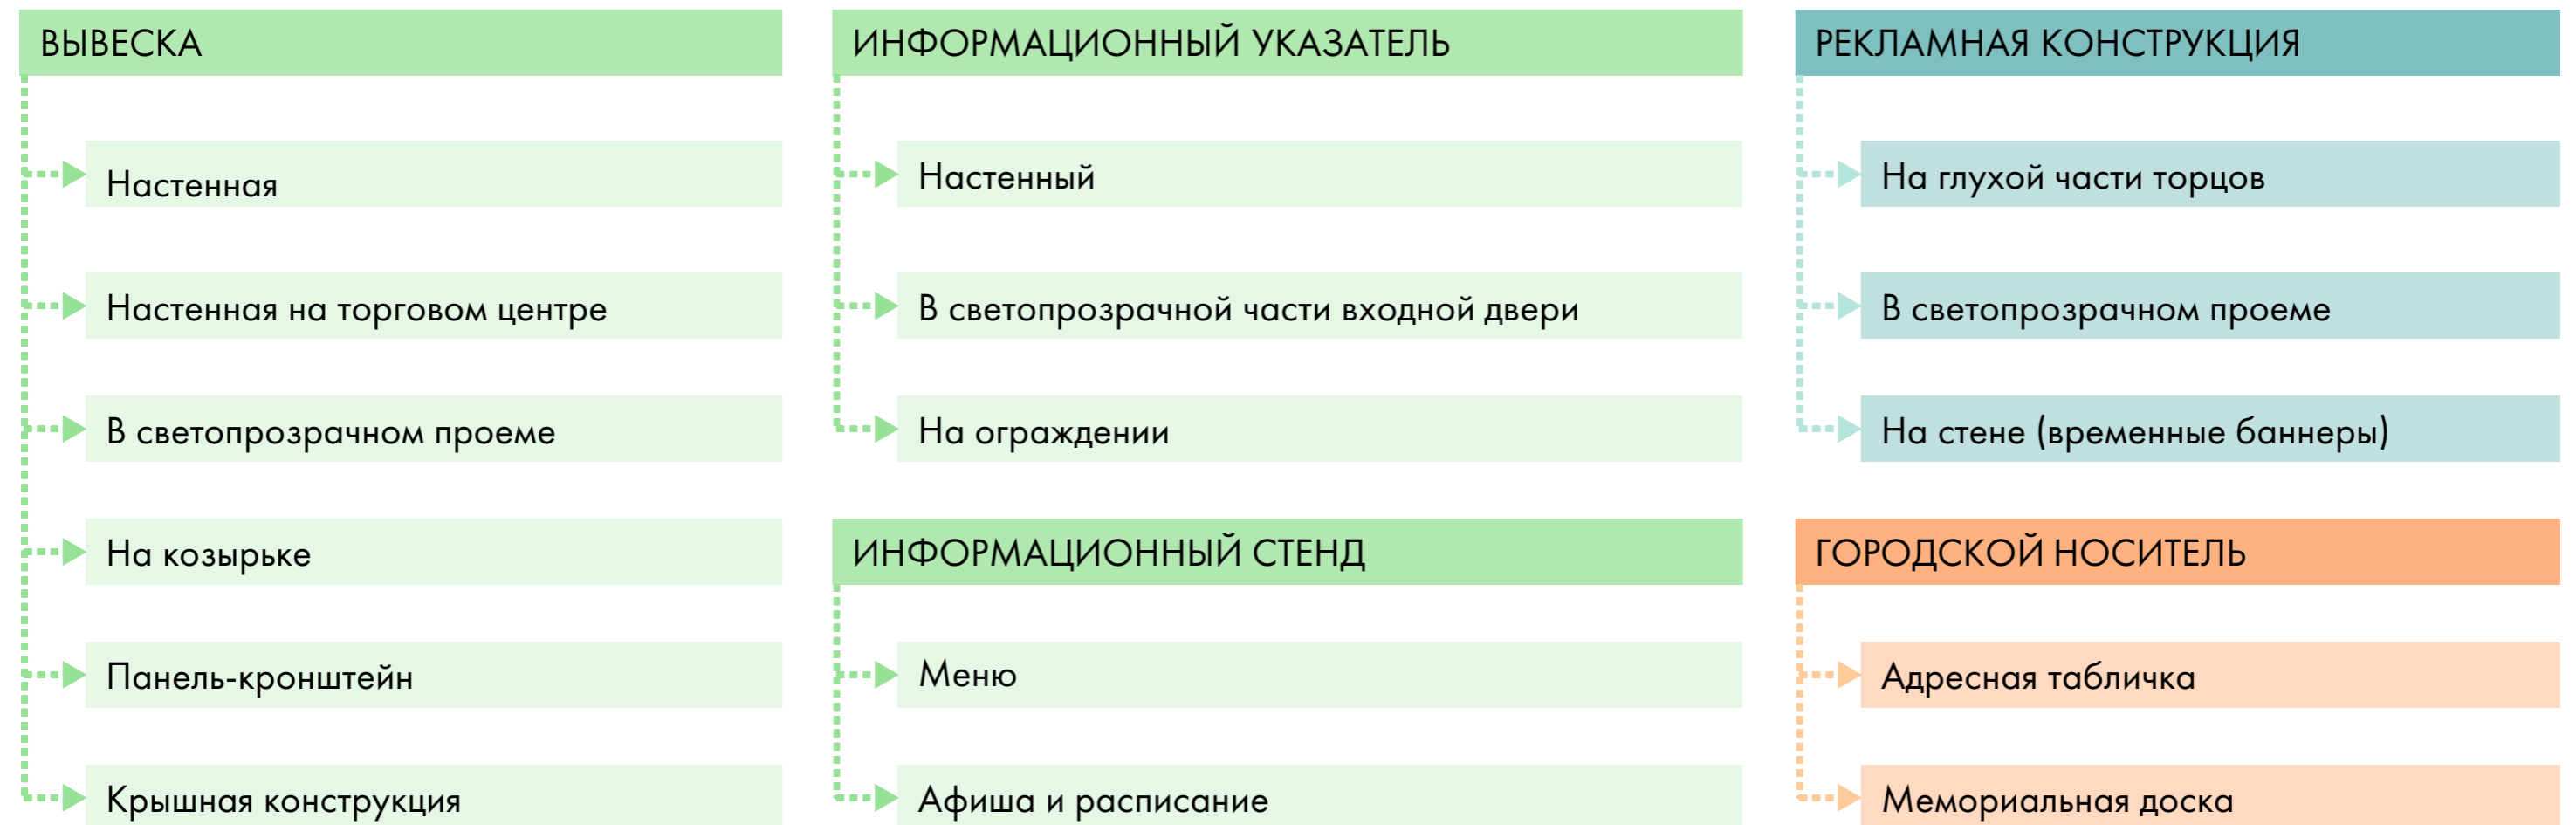 ВЫВЕСКА
Настенная
Настенная на торговом центре
В светопрозрачном проеме
На козырьке
Панель-кронштейн
Крышная конструкция
ИНФОРМАЦИОННЫЙ УКАЗАТЕЛЬ
Настенный
В светопрозрачной части входной двери
На ограждении
ИНФОРМАЦИОННЫЙ СТЕНД
Меню
Афиша и расписание
РЕКЛАМНАЯ КОНСТРУКЦИЯ
На глухой части торцов
В светопрозрачном проеме
На стене (временные баннеры)
ГОРОДСКОЙ НОСИТЕЛЬ
Адресная табличка
Мемориальная доска